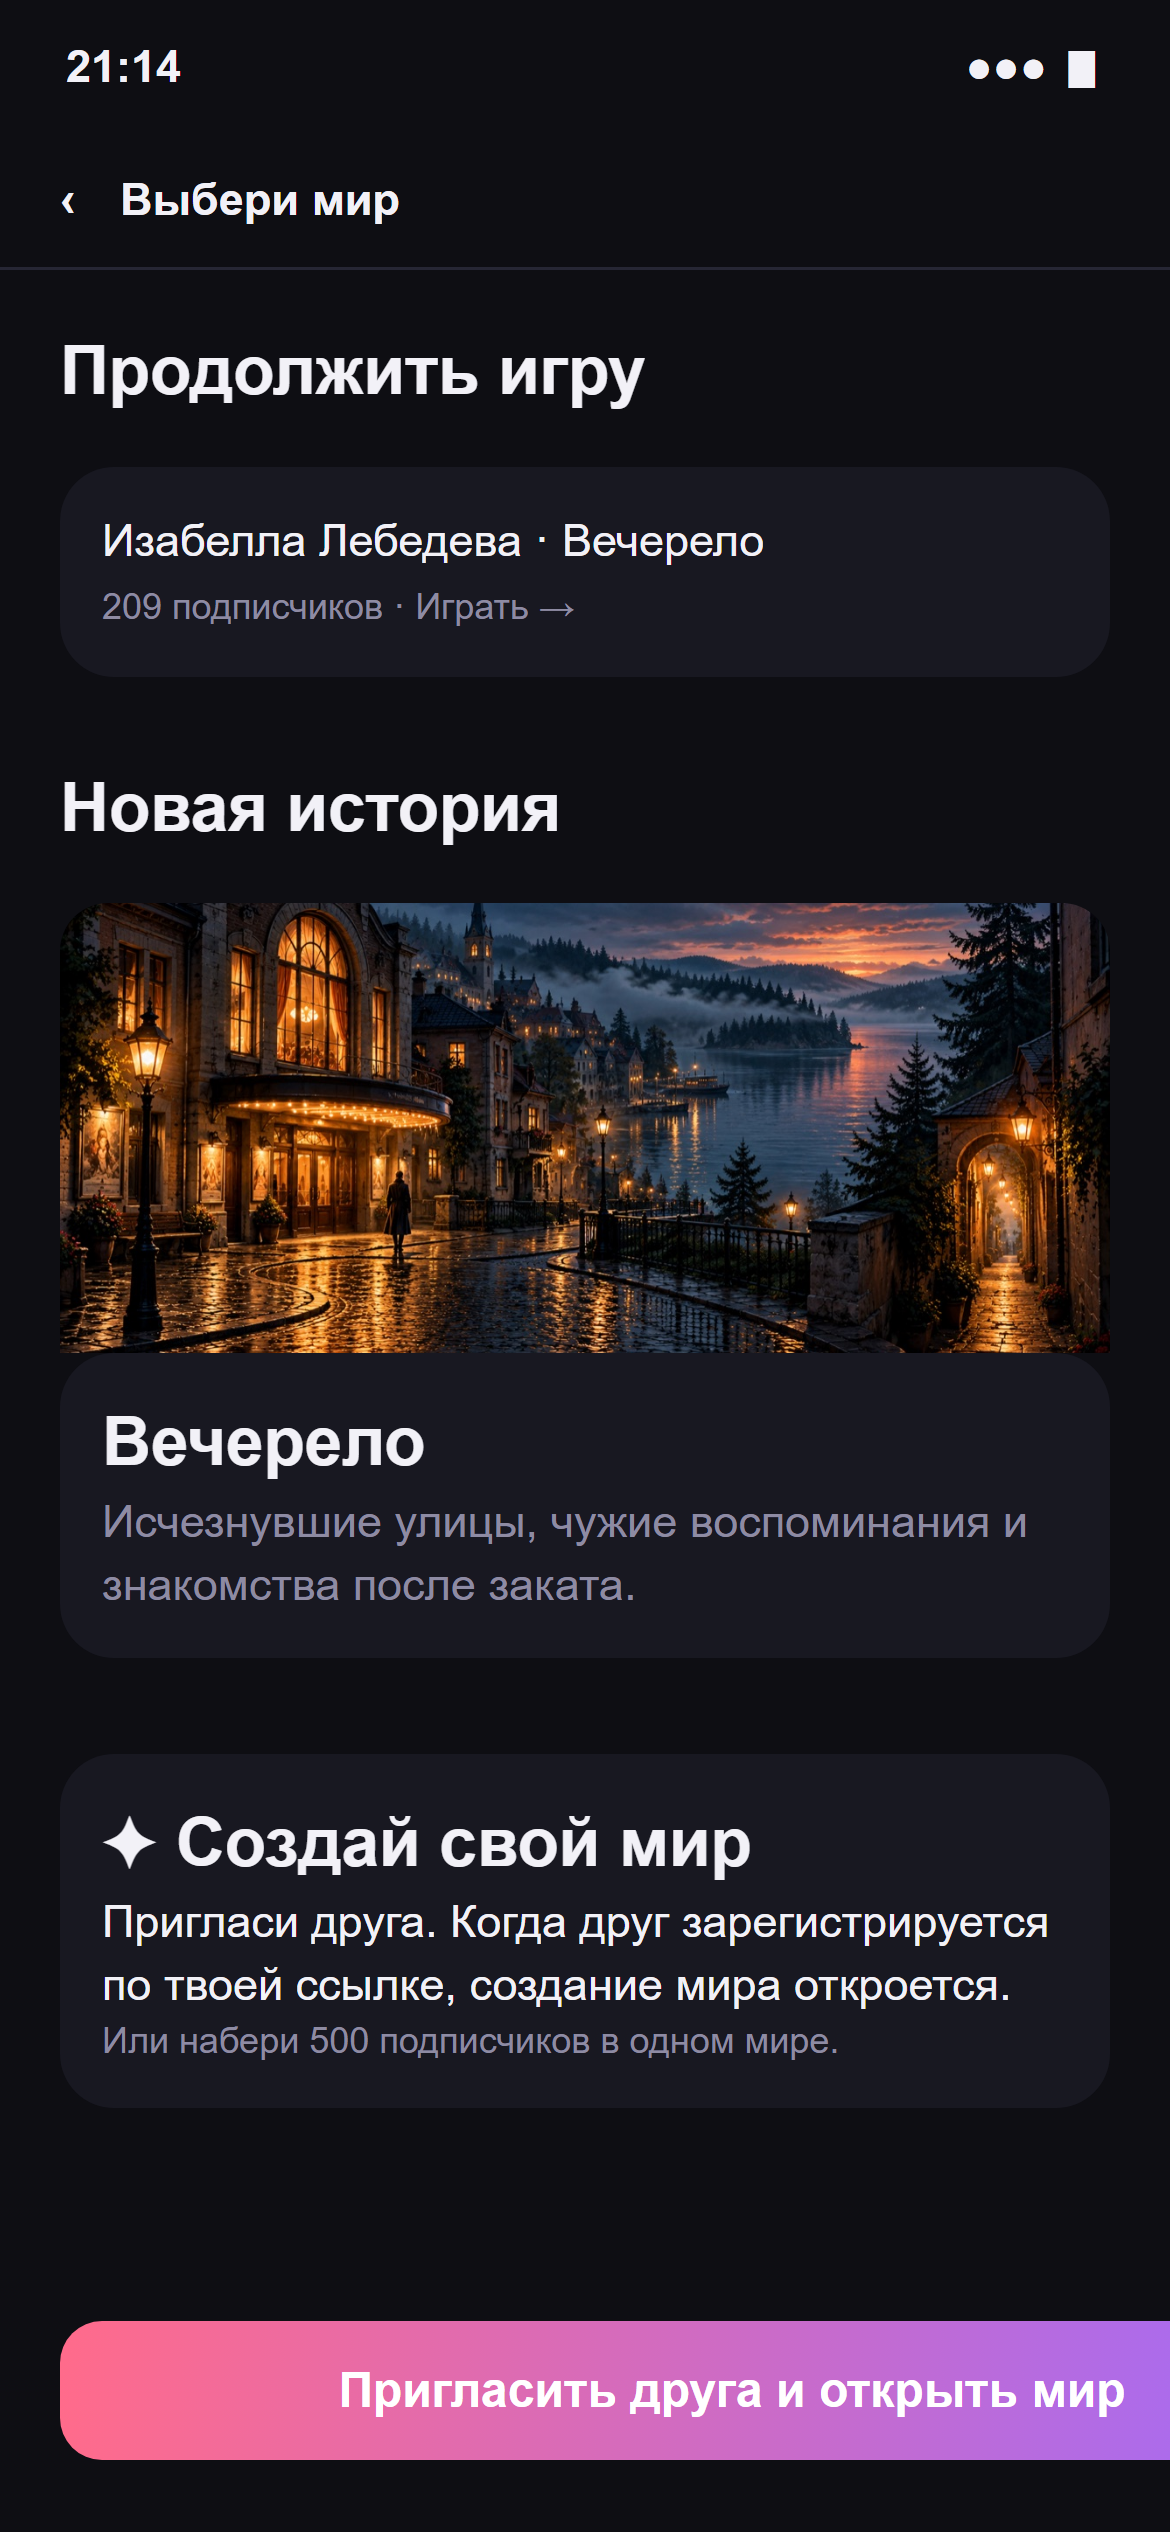 21:14
‹ Выбери мир
Продолжить игру
Изабелла Лебедева · Вечерело
209 подписчиков · Играть →
Новая история
Вечерело
Исчезнувшие улицы, чужие воспоминания и
знакомства после заката.
✦ Создай свой мир
Пригласи друга. Когда друг зарегистрируется
по твоей ссылке, создание мира откроется.
Или набери 500 подписчиков в одном мире.
Пригласить друга и открыть мир